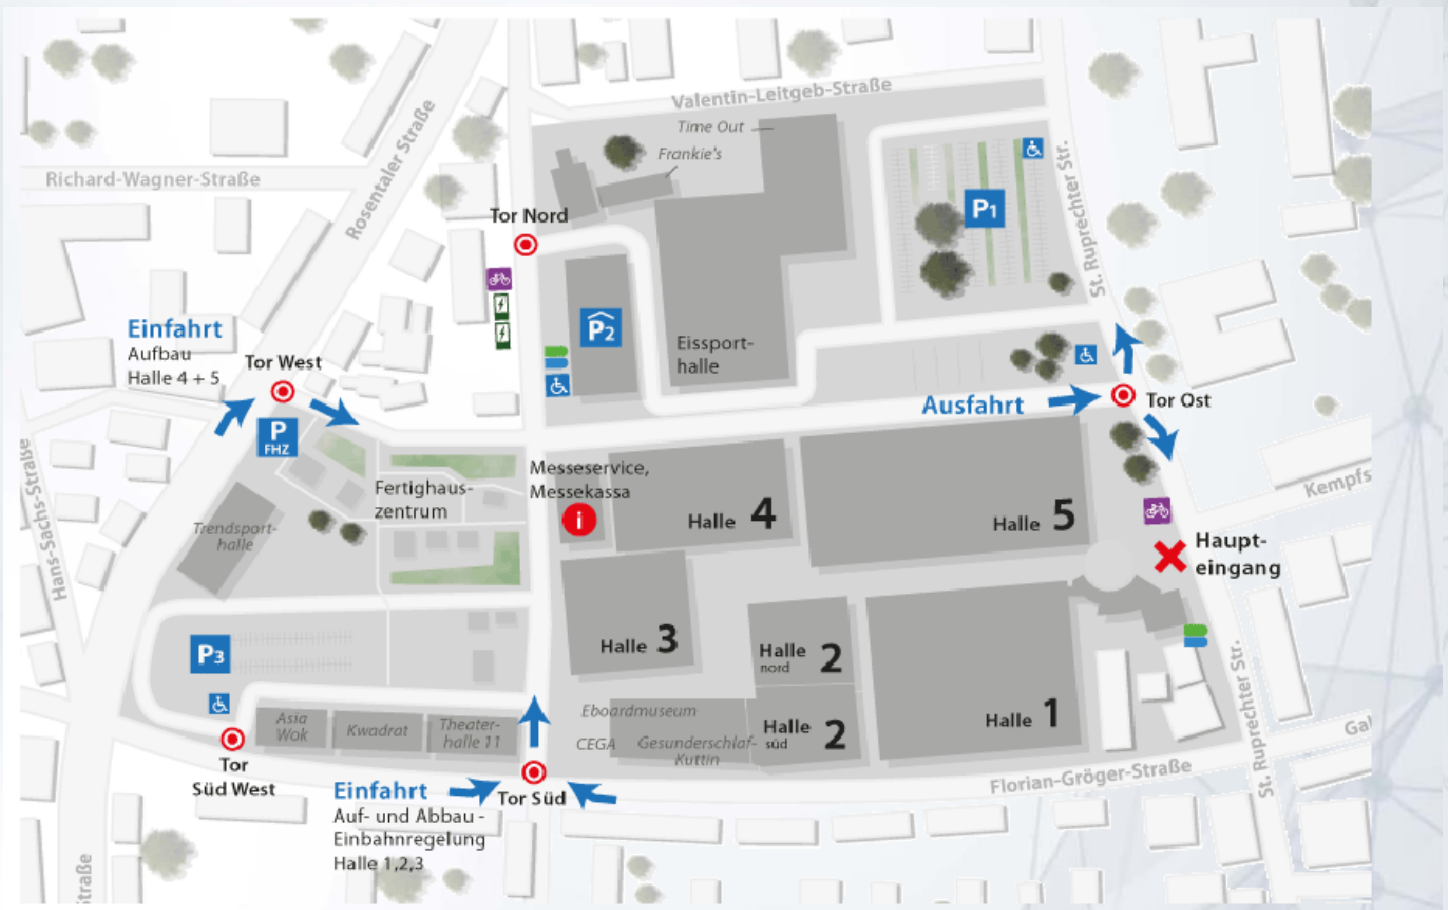 Valentin-Leitgeb-Straße
Time Out
Frankie's
Richard-Wagner-Straße
Rosentaler Straße
St. Ruprechter Str.
P1
Tor Nord
P2
Eissport-
halle
Einfahrt
Aufbau
Halle 4 + 5
Tor West
P
FHZ
Ausfahrt
Tor Ost
Hans-Sachs-Straße
Fertighaus-
zentrum
Messeservice,
Messekassa
i
Halle 4
Halle 5
Kempfs
Trendsport-
halle
Haupt-
eingang
P3
Halle 3
Halle
nord
2
Halle
süd
2
Halle 1
Eboardmuseum
CEGA
Gesunderschlaf-
Kuttin
Asia
Wok
Kwadrat
Theater-
halle 11
Tor
Süd West
Einfahrt
Auf- und Abbau -
Einbahnregelung
Halle 1,2,3
Tor Süd
Florian-Gröger-Straße
St. Ruprechter Str.
Gal
traße